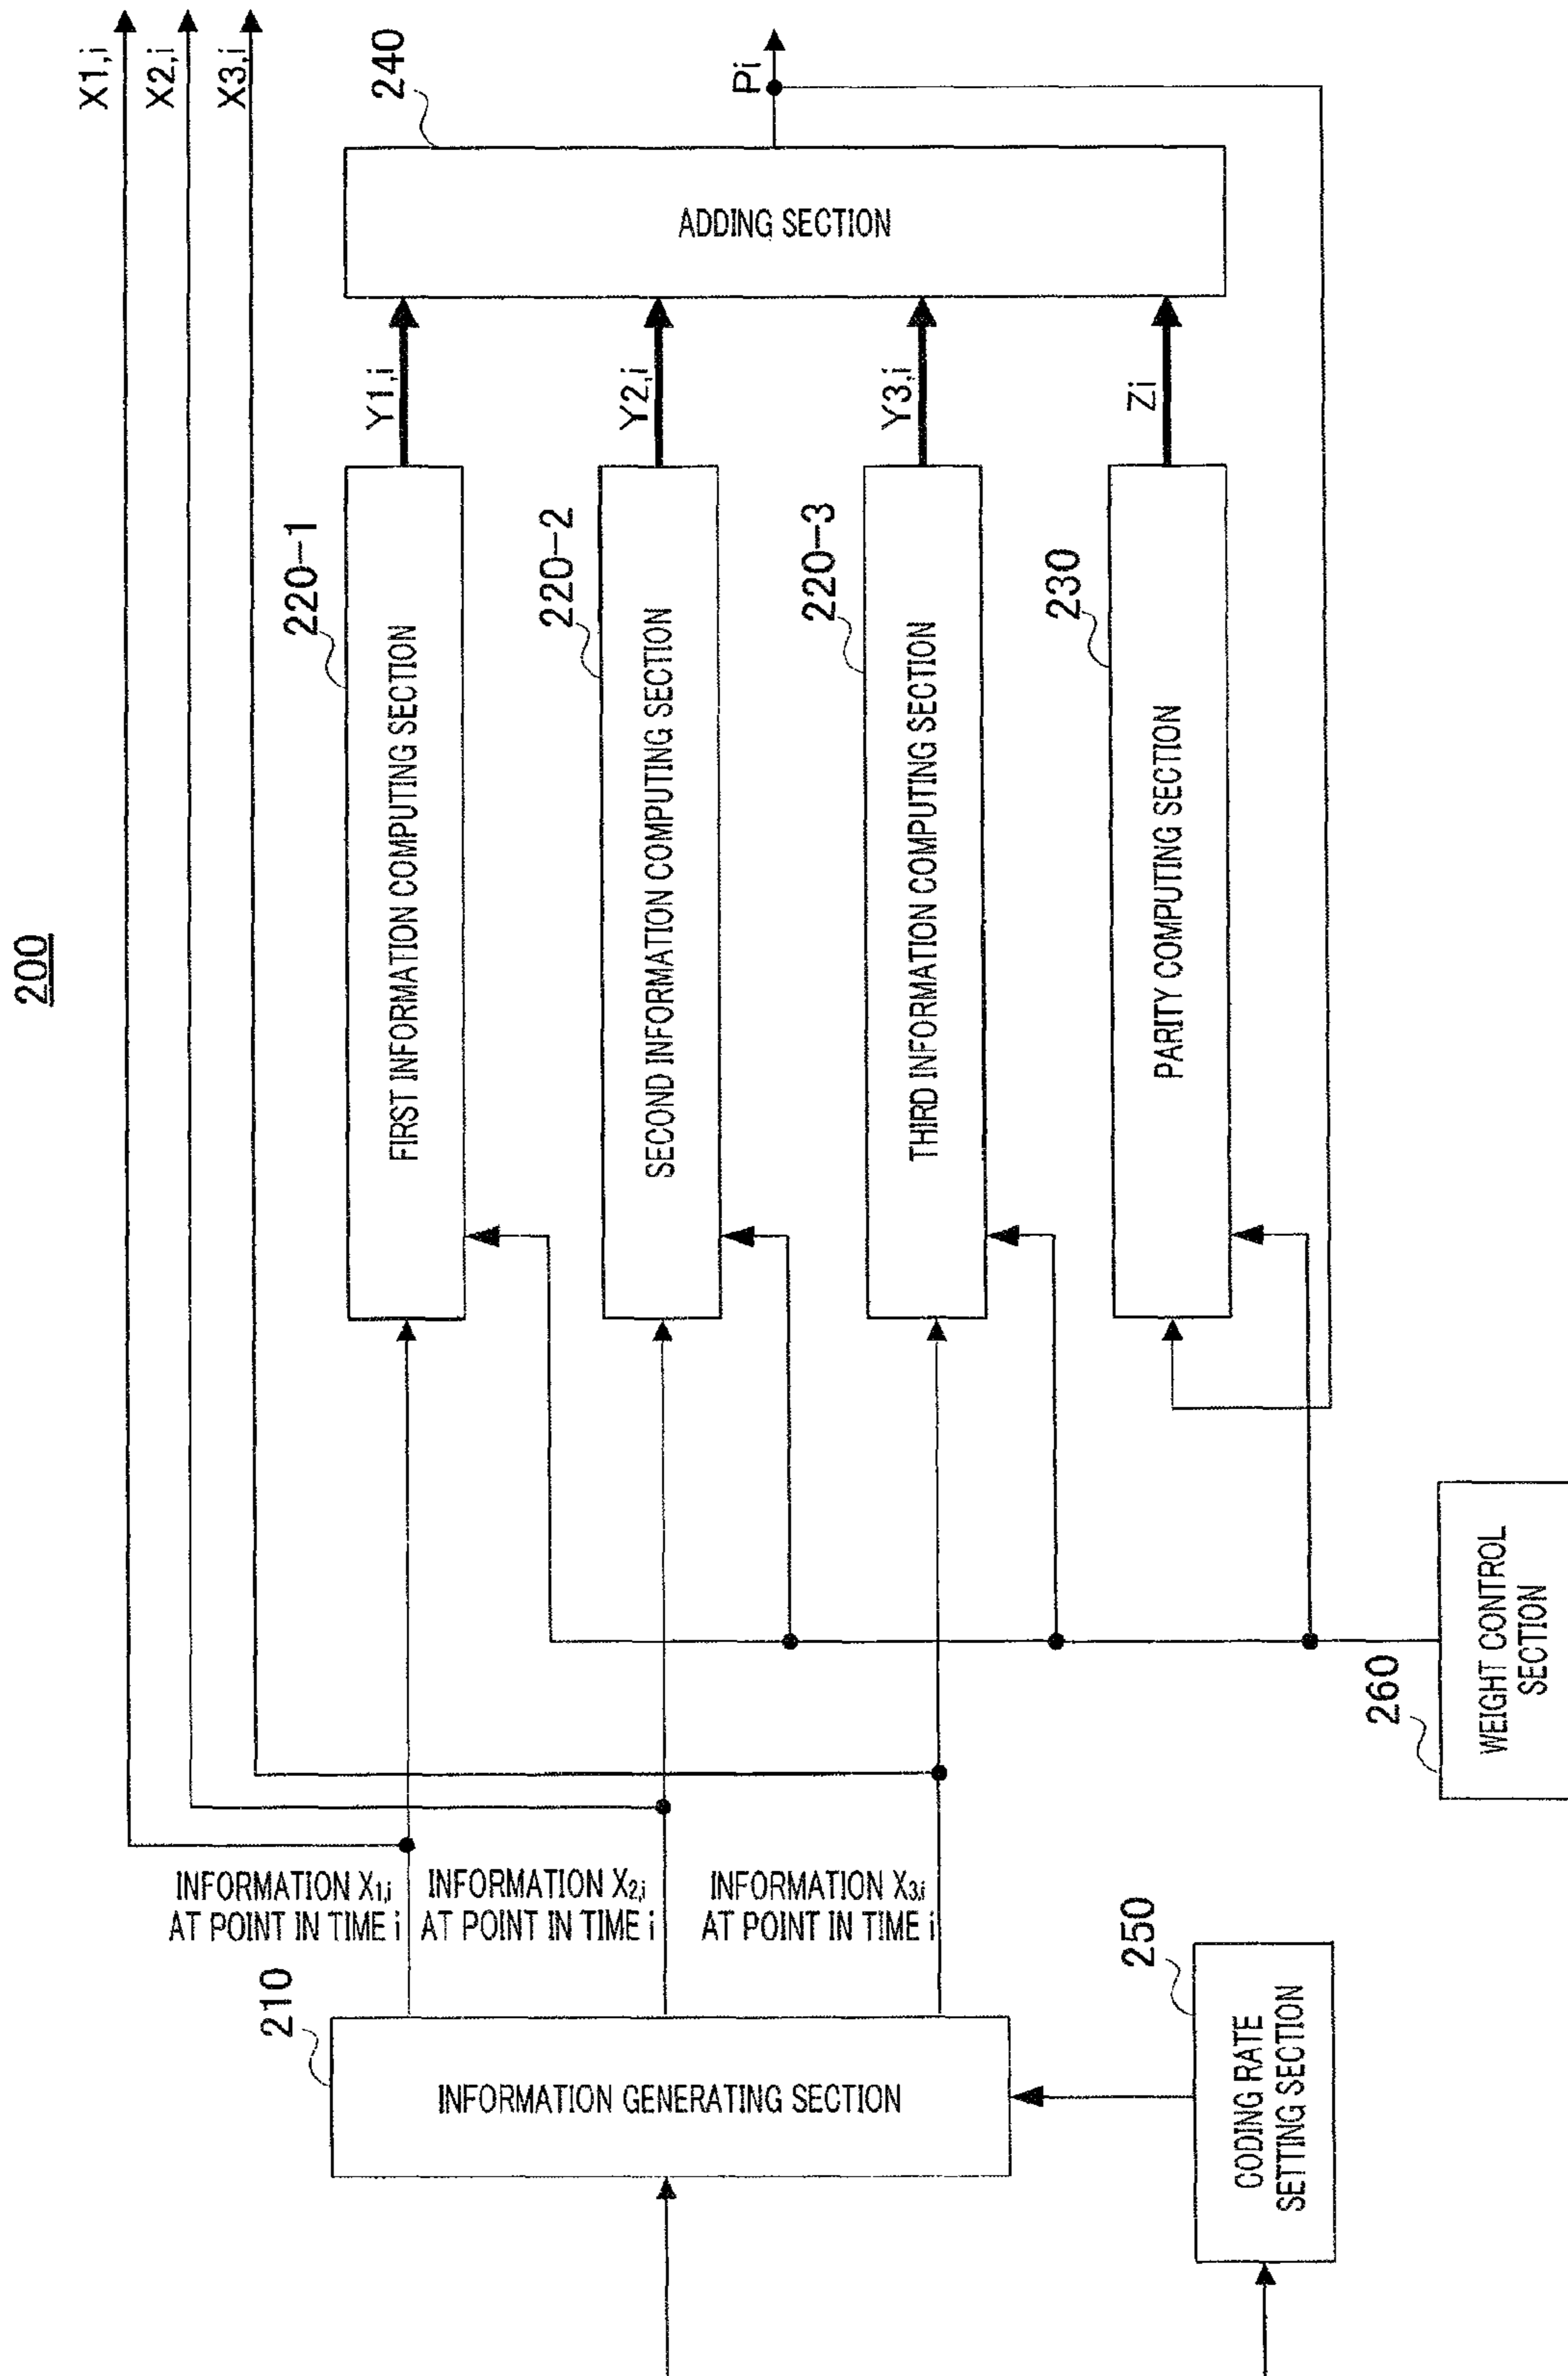 200
X1,i
X2,i
X3,i
INFORMATION X1,i
AT POINT IN TIME i
INFORMATION X2,i
AT POINT IN TIME i
INFORMATION X3,i
AT POINT IN TIME i
210
INFORMATION GENERATING SECTION
250
CODING RATE
SETTING SECTION
220-1
FIRST INFORMATION COMPUTING SECTION
Y1,i
220-2
SECOND INFORMATION COMPUTING SECTION
Y2,i
220-3
THIRD INFORMATION COMPUTING SECTION
Y3,i
230
PARITY COMPUTING SECTION
Zi
240
ADDING SECTION
Pi
260
WEIGHT CONTROL
SECTION